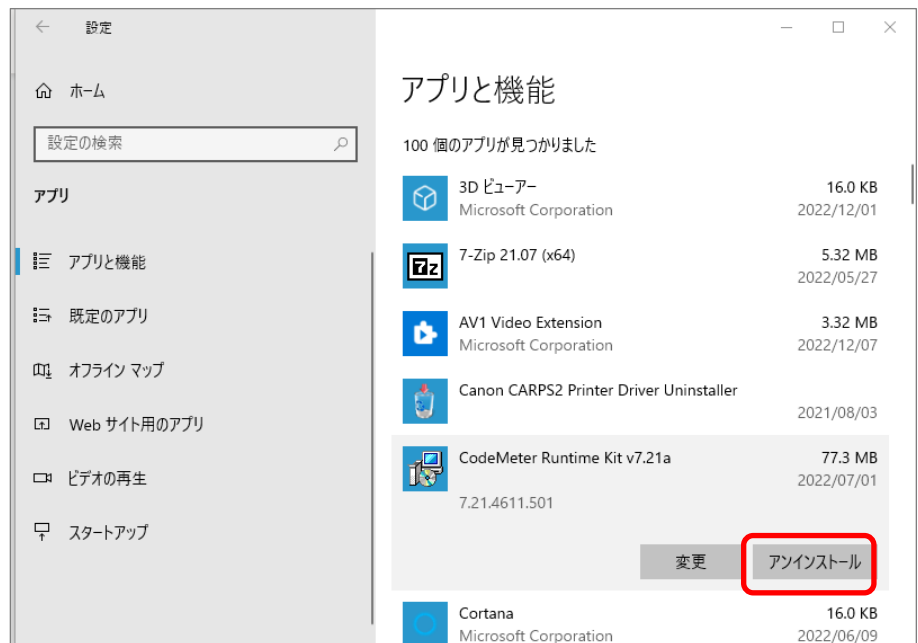 設定
ホーム
設定の検索
アプリ
アプリと機能
既定のアプリ
オフライン マップ
Web サイト用のアプリ
ビデオの再生
スタートアップ
アプリと機能
100 個のアプリが見つかりました
3D ビューアー 16.0 KB
Microsoft Corporation 2022/12/01
7z
7-Zip 21.07 (x64) 5.32 MB
2022/05/27
AV1 Video Extension 3.32 MB
Microsoft Corporation 2022/12/07
Canon CARPS2 Printer Driver Uninstaller
2021/08/03
CodeMeter Runtime Kit v7.21a 77.3 MB
2022/07/01
7.21.4611.501
変更 アンインストール
Cortana 16.0 KB
Microsoft Corporation 2022/06/09